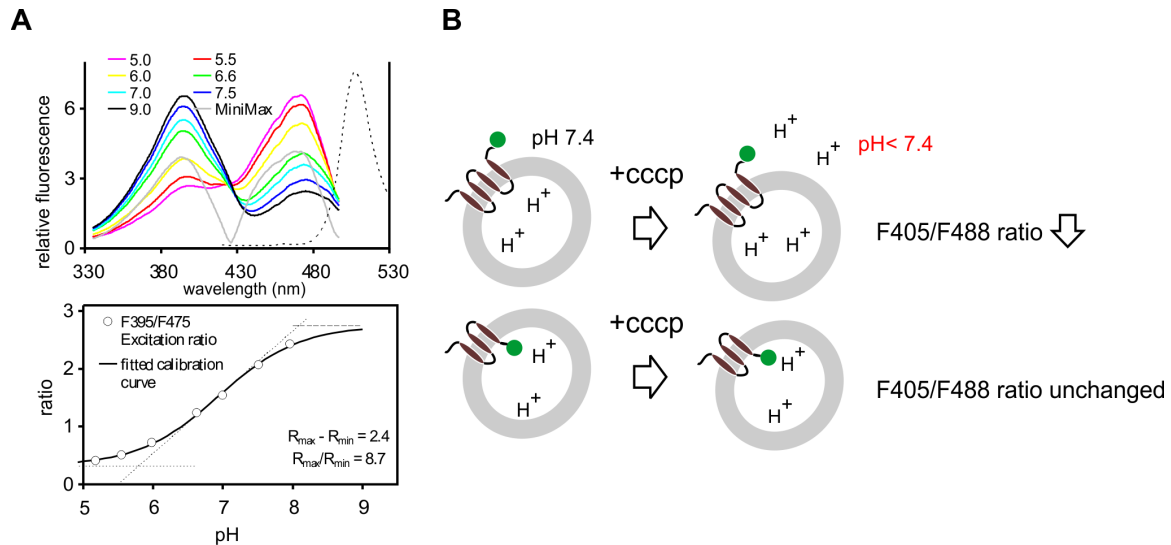 A
5.0 5.5
6.0 6.6
7.0 7.5
9.0 MiniMax
relative fluorescence
6
3
0
330 380 430 480 530
wavelength (nm)
3
2
1
0
ratio
F395/F475
Excitation ratio
fitted calibration
curve
Rmax - Rmin = 2.4
Rmax/Rmin = 8.7
5 6 7 8 9
pH
B
pH 7.4
H+
H+
+cccp
H+
H+
pH< 7.4
H+
H+
F405/F488 ratio
H+
H+
+cccp
H+
H+
F405/F488 ratio unchanged